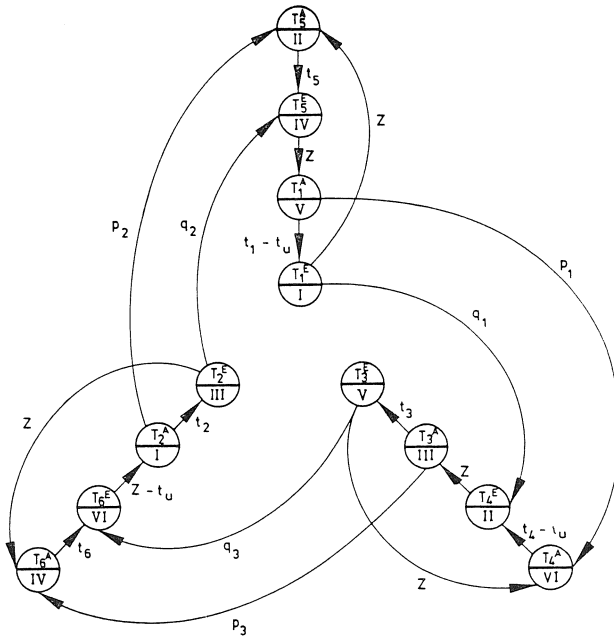 T₅ᴬ
II
t₅
T₅ᴱ
IV
Z
Z
T₁ᴬ
V
p₂
q₂
t₁ - tᵤ
p₁
T₁ᴱ
I
q₁
T₂ᴱ
III
T₃ᴱ
V
Z
t₂
t₃
T₂ᴬ
I
T₃ᴬ
III
Z - tᵤ
Z
T₆ᴱ
VI
T₄ᴱ
II
t₆
q₃
t₄ - tᵤ
T₆ᴬ
IV
Z
T₄ᴬ
VI
p₃